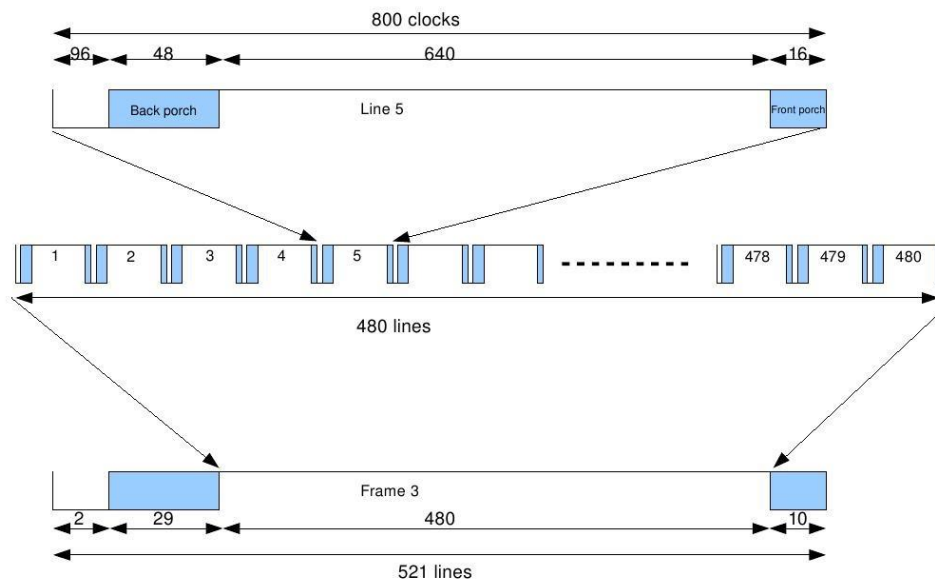 800 clocks
96 48 640 16
Back porch Line 5 Front porch
1 2 3 4 5 478 479 480
480 lines
Frame 3
2 29 480 10
521 lines